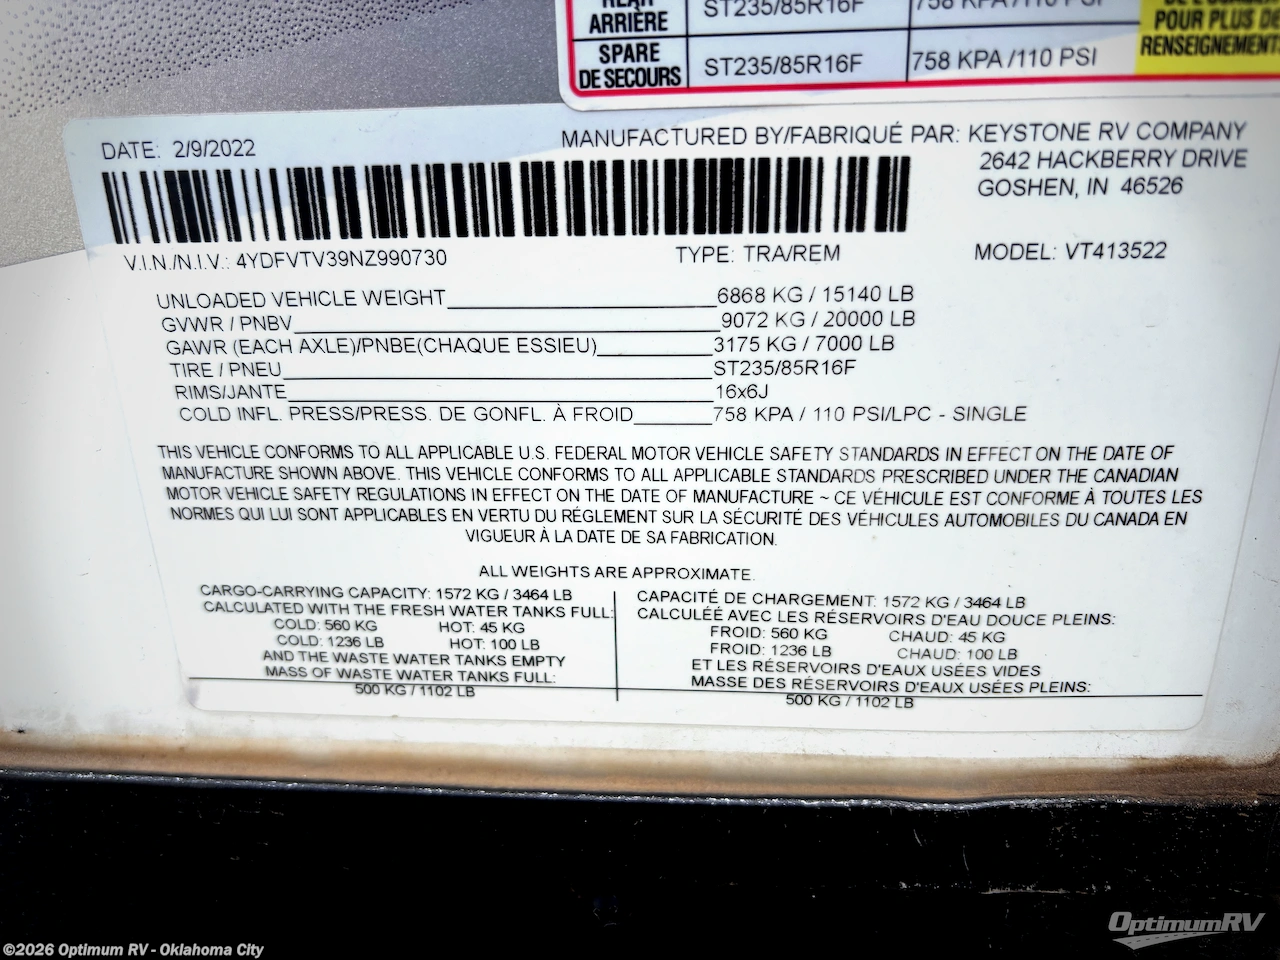 REAR ST235/85R16F 758 KPA /110 PSI DE L'USAGER
ARRIÈRE POUR PLUS DE
SPARE RENSEIGNEMENT
DE SECOURS ST235/85R16F 758 KPA /110 PSI
DATE: 2/9/2022 MANUFACTURED BY/FABRIQUÉ PAR: KEYSTONE RV COMPANY
2642 HACKBERRY DRIVE
GOSHEN, IN 46526
V.I.N./N.I.V.: 4YDFVTV39NZ990730 TYPE: TRA/REM MODEL: VT413522
UNLOADED VEHICLE WEIGHT 6868 KG / 15140 LB
GVWR / PNBV 9072 KG / 20000 LB
GAWR (EACH AXLE)/PNBE(CHAQUE ESSIEU) 3175 KG / 7000 LB
TIRE / PNEU ST235/85R16F
RIMS/JANTE 16x6J
COLD INFL. PRESS/PRESS. DE GONFL. À FROID 758 KPA / 110 PSI/LPC - SINGLE
THIS VEHICLE CONFORMS TO ALL APPLICABLE U.S. FEDERAL MOTOR VEHICLE SAFETY STANDARDS IN EFFECT ON THE DATE OF
MANUFACTURE SHOWN ABOVE. THIS VEHICLE CONFORMS TO ALL APPLICABLE STANDARDS PRESCRIBED UNDER THE CANADIAN
MOTOR VEHICLE SAFETY REGULATIONS IN EFFECT ON THE DATE OF MANUFACTURE ~ CE VÉHICULE EST CONFORME À TOUTES LES
NORMES QUI LUI SONT APPLICABLES EN VERTU DU RÉGLEMENT SUR LA SÉCURITÉ DES VÉHICULES AUTOMOBILES DU CANADA EN
VIGUEUR À LA DATE DE SA FABRICATION.
ALL WEIGHTS ARE APPROXIMATE.
CARGO-CARRYING CAPACITY: 1572 KG / 3464 LB
CALCULATED WITH THE FRESH WATER TANKS FULL:
COLD: 560 KG HOT: 45 KG
COLD: 1236 LB HOT: 100 LB
AND THE WASTE WATER TANKS EMPTY
MASS OF WASTE WATER TANKS FULL:
500 KG / 1102 LB
CAPACITÉ DE CHARGEMENT: 1572 KG / 3464 LB
CALCULÉE AVEC LES RÉSERVOIRS D'EAU DOUCE PLEINS:
FROID: 560 KG CHAUD: 45 KG
FROID: 1236 LB CHAUD: 100 LB
ET LES RÉSERVOIRS D'EAUX USÉES VIDES
MASSE DES RÉSERVOIRS D'EAUX USÉES PLEINS:
500 KG / 1102 LB
OptimumRV
©2026 Optimum RV - Oklahoma City